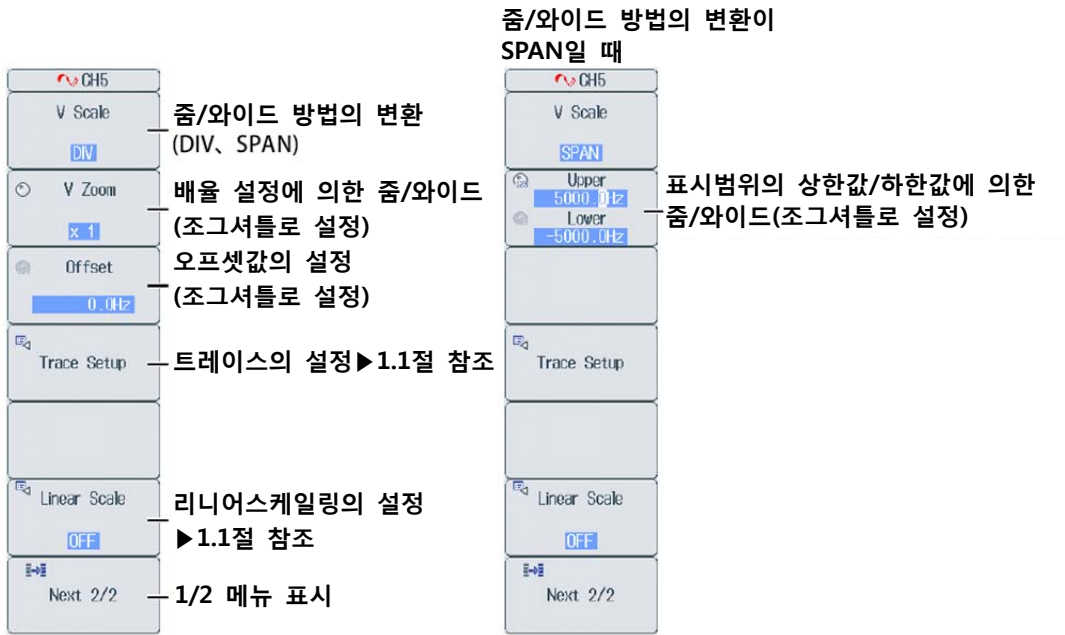 줌/와이드 방법의 변환이
SPAN일 때
CH5
V Scale
DIV
줌/와이드 방법의 변환
(DIV、SPAN)
V Zoom
x 1
배율 설정에 의한 줌/와이드
(조그셔틀로 설정)
Offset
0.0Hz
오프셋값의 설정
(조그셔틀로 설정)
Trace Setup
트레이스의 설정▶1.1절 참조
Linear Scale
OFF
리니어스케일링의 설정
▶1.1절 참조
Next 2/2
1/2 메뉴 표시
CH5
V Scale
SPAN
Upper
5000.0Hz
Lower
-5000.0Hz
표시범위의 상한값/하한값에 의한
줌/와이드(조그셔틀로 설정)
Trace Setup
Linear Scale
OFF
Next 2/2